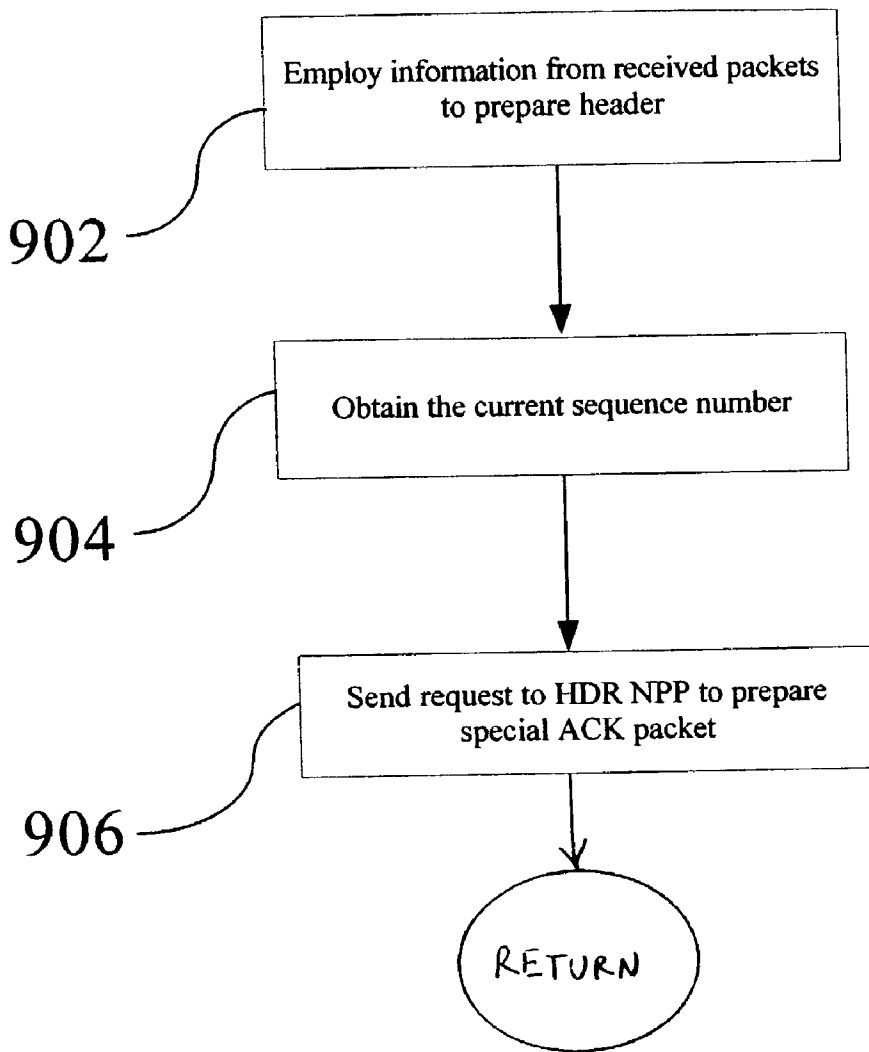 Employ information from received packets
to prepare header
902
Obtain the current sequence number
904
Send request to HDR NPP to prepare
special ACK packet
906
RETURN